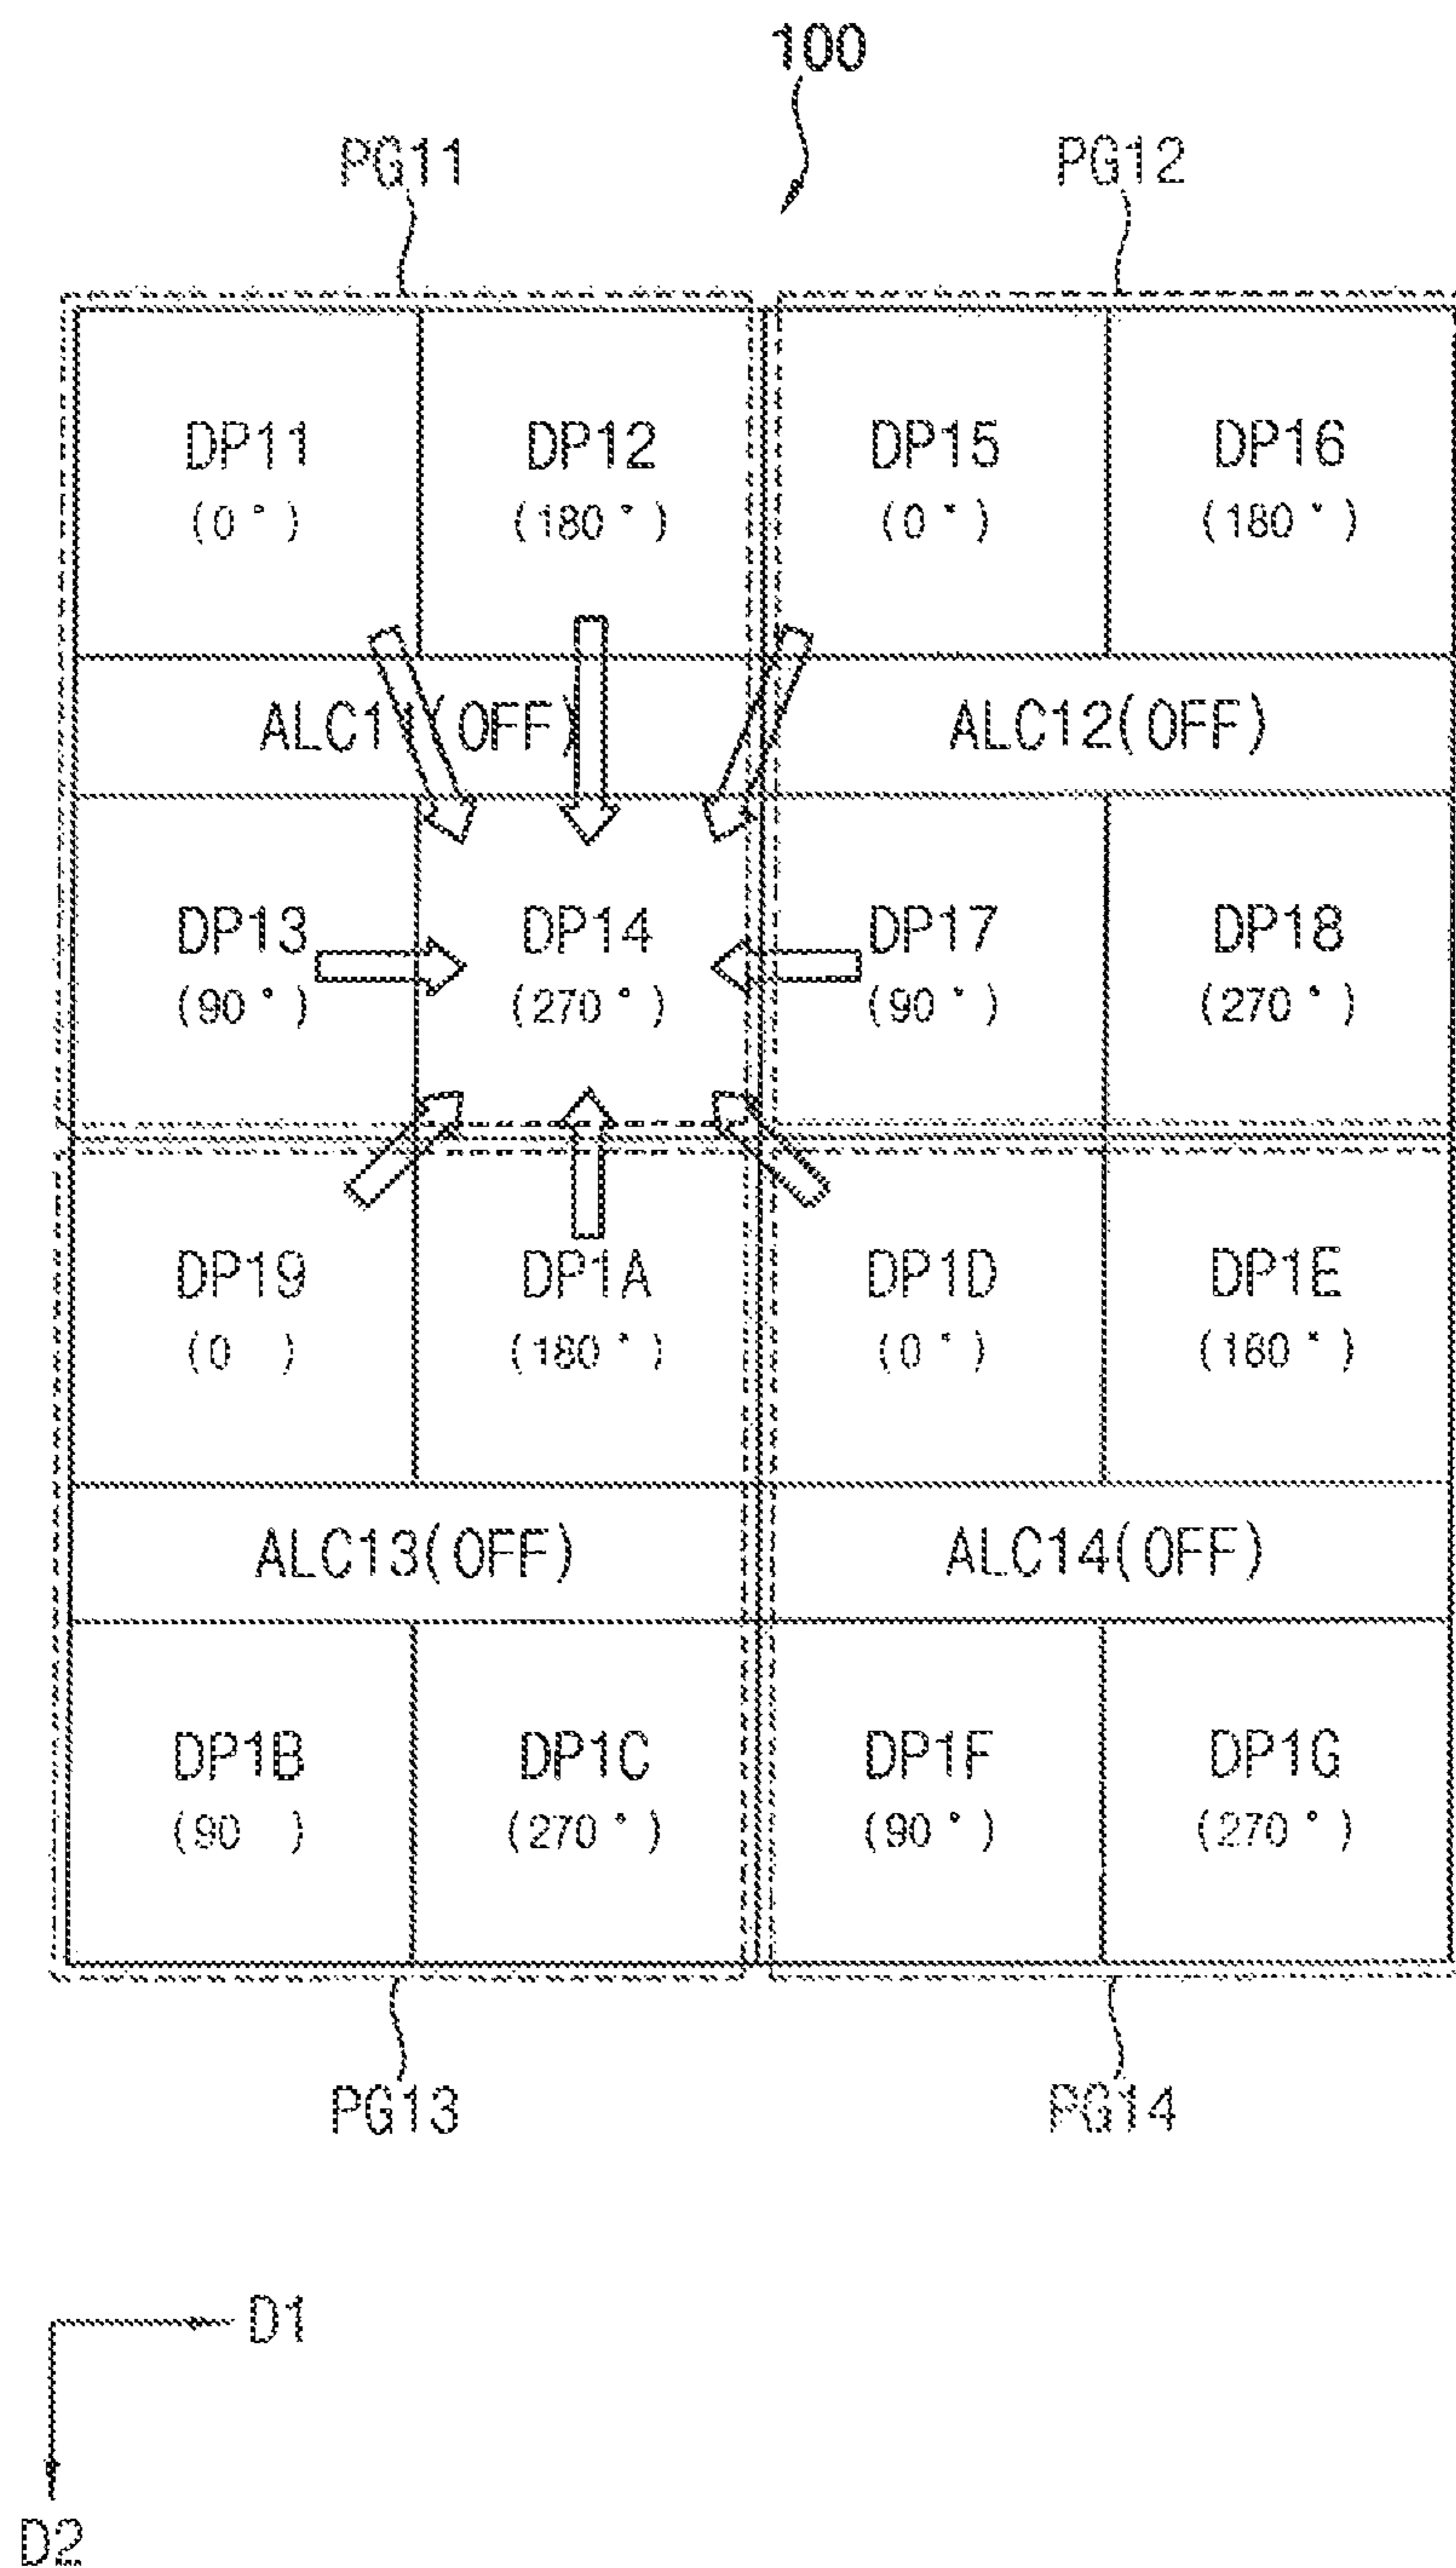 100
PG11 PG12
DP11 DP12 DP15 DP16
(0°) (180°) (0°) (180°)
ALC11(OFF) ALC12(OFF)
DP13 DP14 DP17 DP18
(90°) (270°) (90°) (270°)
DP19 DP1A DP1D DP1E
(0 ) (180°) (0°) (180°)
ALC13(OFF) ALC14(OFF)
DP1B DP1C DP1F DP1G
(90 ) (270°) (90°) (270°)
PG13 PG14
D1
D2